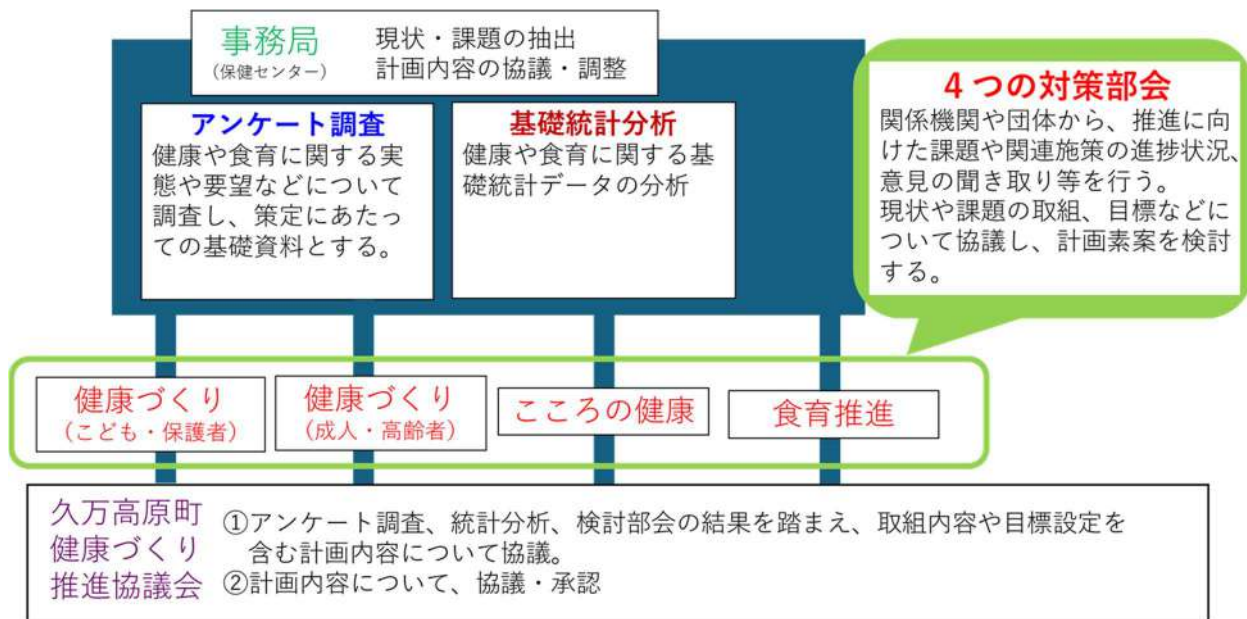 事務局
(保健センター)
現状・課題の抽出
計画内容の協議・調整
アンケート調査
健康や食育に関する実
態や要望などについて
調査し、策定にあたっ
ての基礎資料とする。
基礎統計分析
健康や食育に関する基
礎統計データの分析
4つの対策部会
関係機関や団体から、推進に向
けた課題や関連施策の進捗状況、
意見の聞き取り等を行う。
現状や課題の取組、目標などに
ついて協議し、計画素案を検討
する。
健康づくり
(こども・保護者)
健康づくり
(成人・高齢者)
こころの健康
食育推進
久万高原町
健康づくり
推進協議会
①アンケート調査、統計分析、検討部会の結果を踏まえ、取組内容や目標設定を
含む計画内容について協議。
②計画内容について、協議・承認